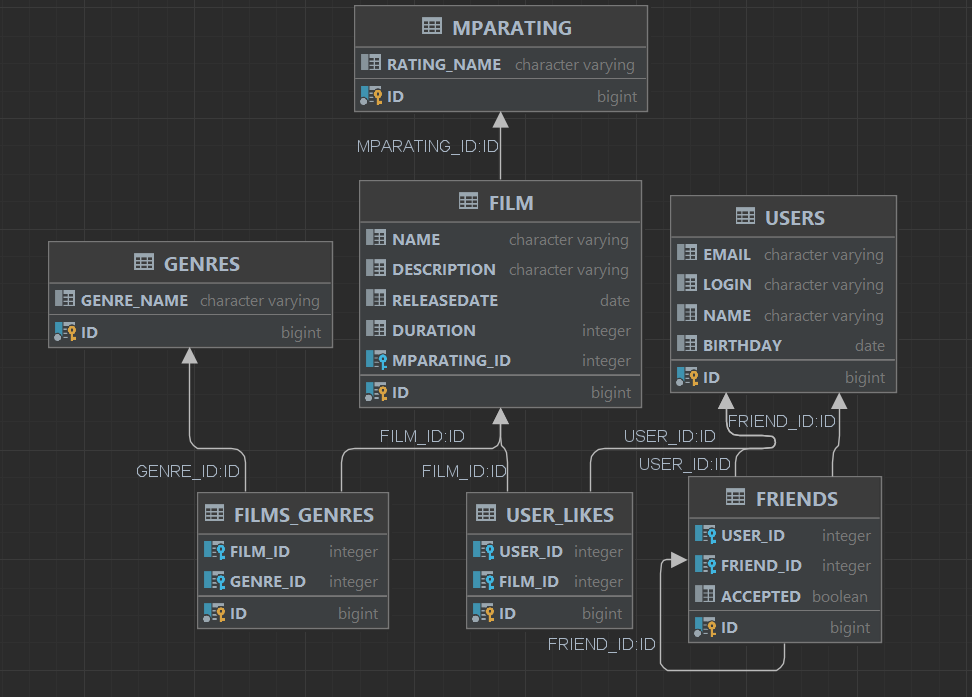 MPARATING
RATING_NAME character varying
ID bigint
MPARATING_ID:ID
FILM
NAME character varying
DESCRIPTION character varying
RELEASEDATE date
DURATION integer
MPARATING_ID integer
ID bigint
USERS
EMAIL character varying
LOGIN character varying
NAME character varying
BIRTHDAY date
ID bigint
GENRES
GENRE_NAME character varying
ID bigint
FRIEND_ID:ID
FILM_ID:ID
USER_ID:ID
USER_ID:ID
GENRE_ID:ID
FILM_ID:ID
FILMS_GENRES
FILM_ID integer
GENRE_ID integer
ID bigint
USER_LIKES
USER_ID integer
FILM_ID integer
ID bigint
FRIENDS
USER_ID integer
FRIEND_ID integer
ACCEPTED boolean
ID bigint
FRIEND_ID:ID